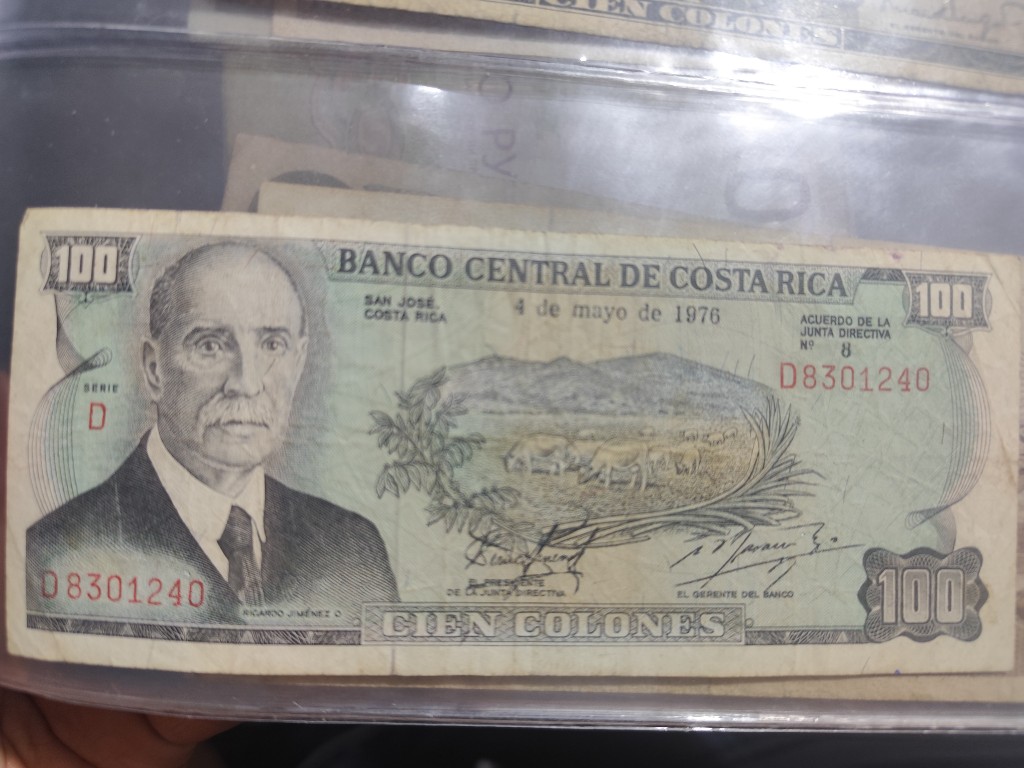 CIEN COLONES
100
BANCO CENTRAL DE COSTA RICA
100
SAN JOSÉ,
COSTA RICA
4 de mayo de 1976
ACUERDO DE LA
JUNTA DIRECTIVA
Nº 8
SERIE
D
D8301240
D8301240
RICARDO JIMÉNEZ O.
EL PRESIDENTE
DE LA JUNTA DIRECTIVA
EL GERENTE DEL BANCO
CIEN COLONES
100